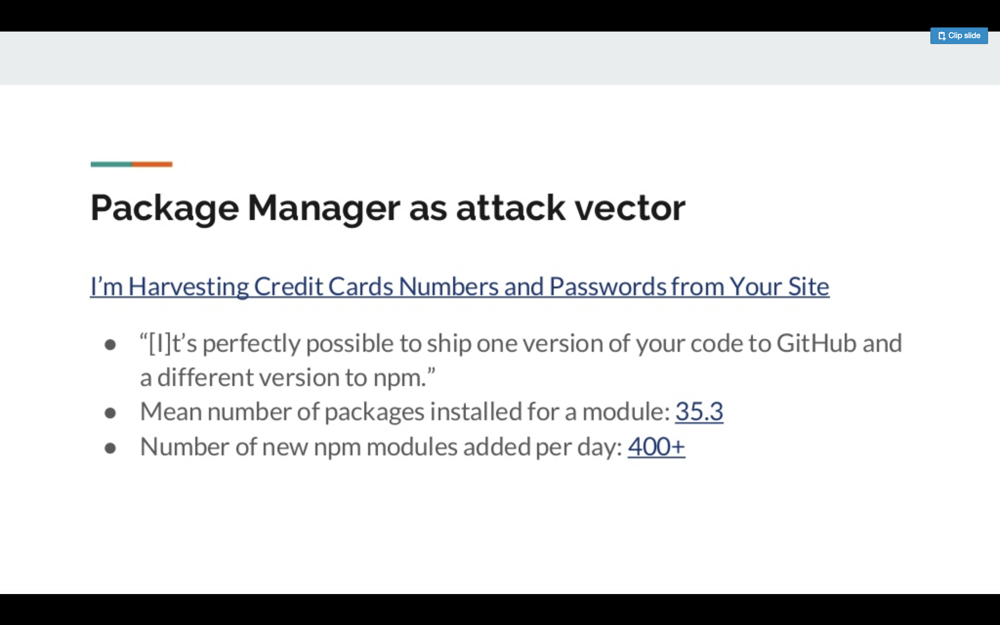 Clip slide
Package Manager as attack vector
I’m Harvesting Credit Cards Numbers and Passwords from Your Site
● “[I]t’s perfectly possible to ship one version of your code to GitHub and
a different version to npm.”
● Mean number of packages installed for a module: 35.3
● Number of new npm modules added per day: 400+